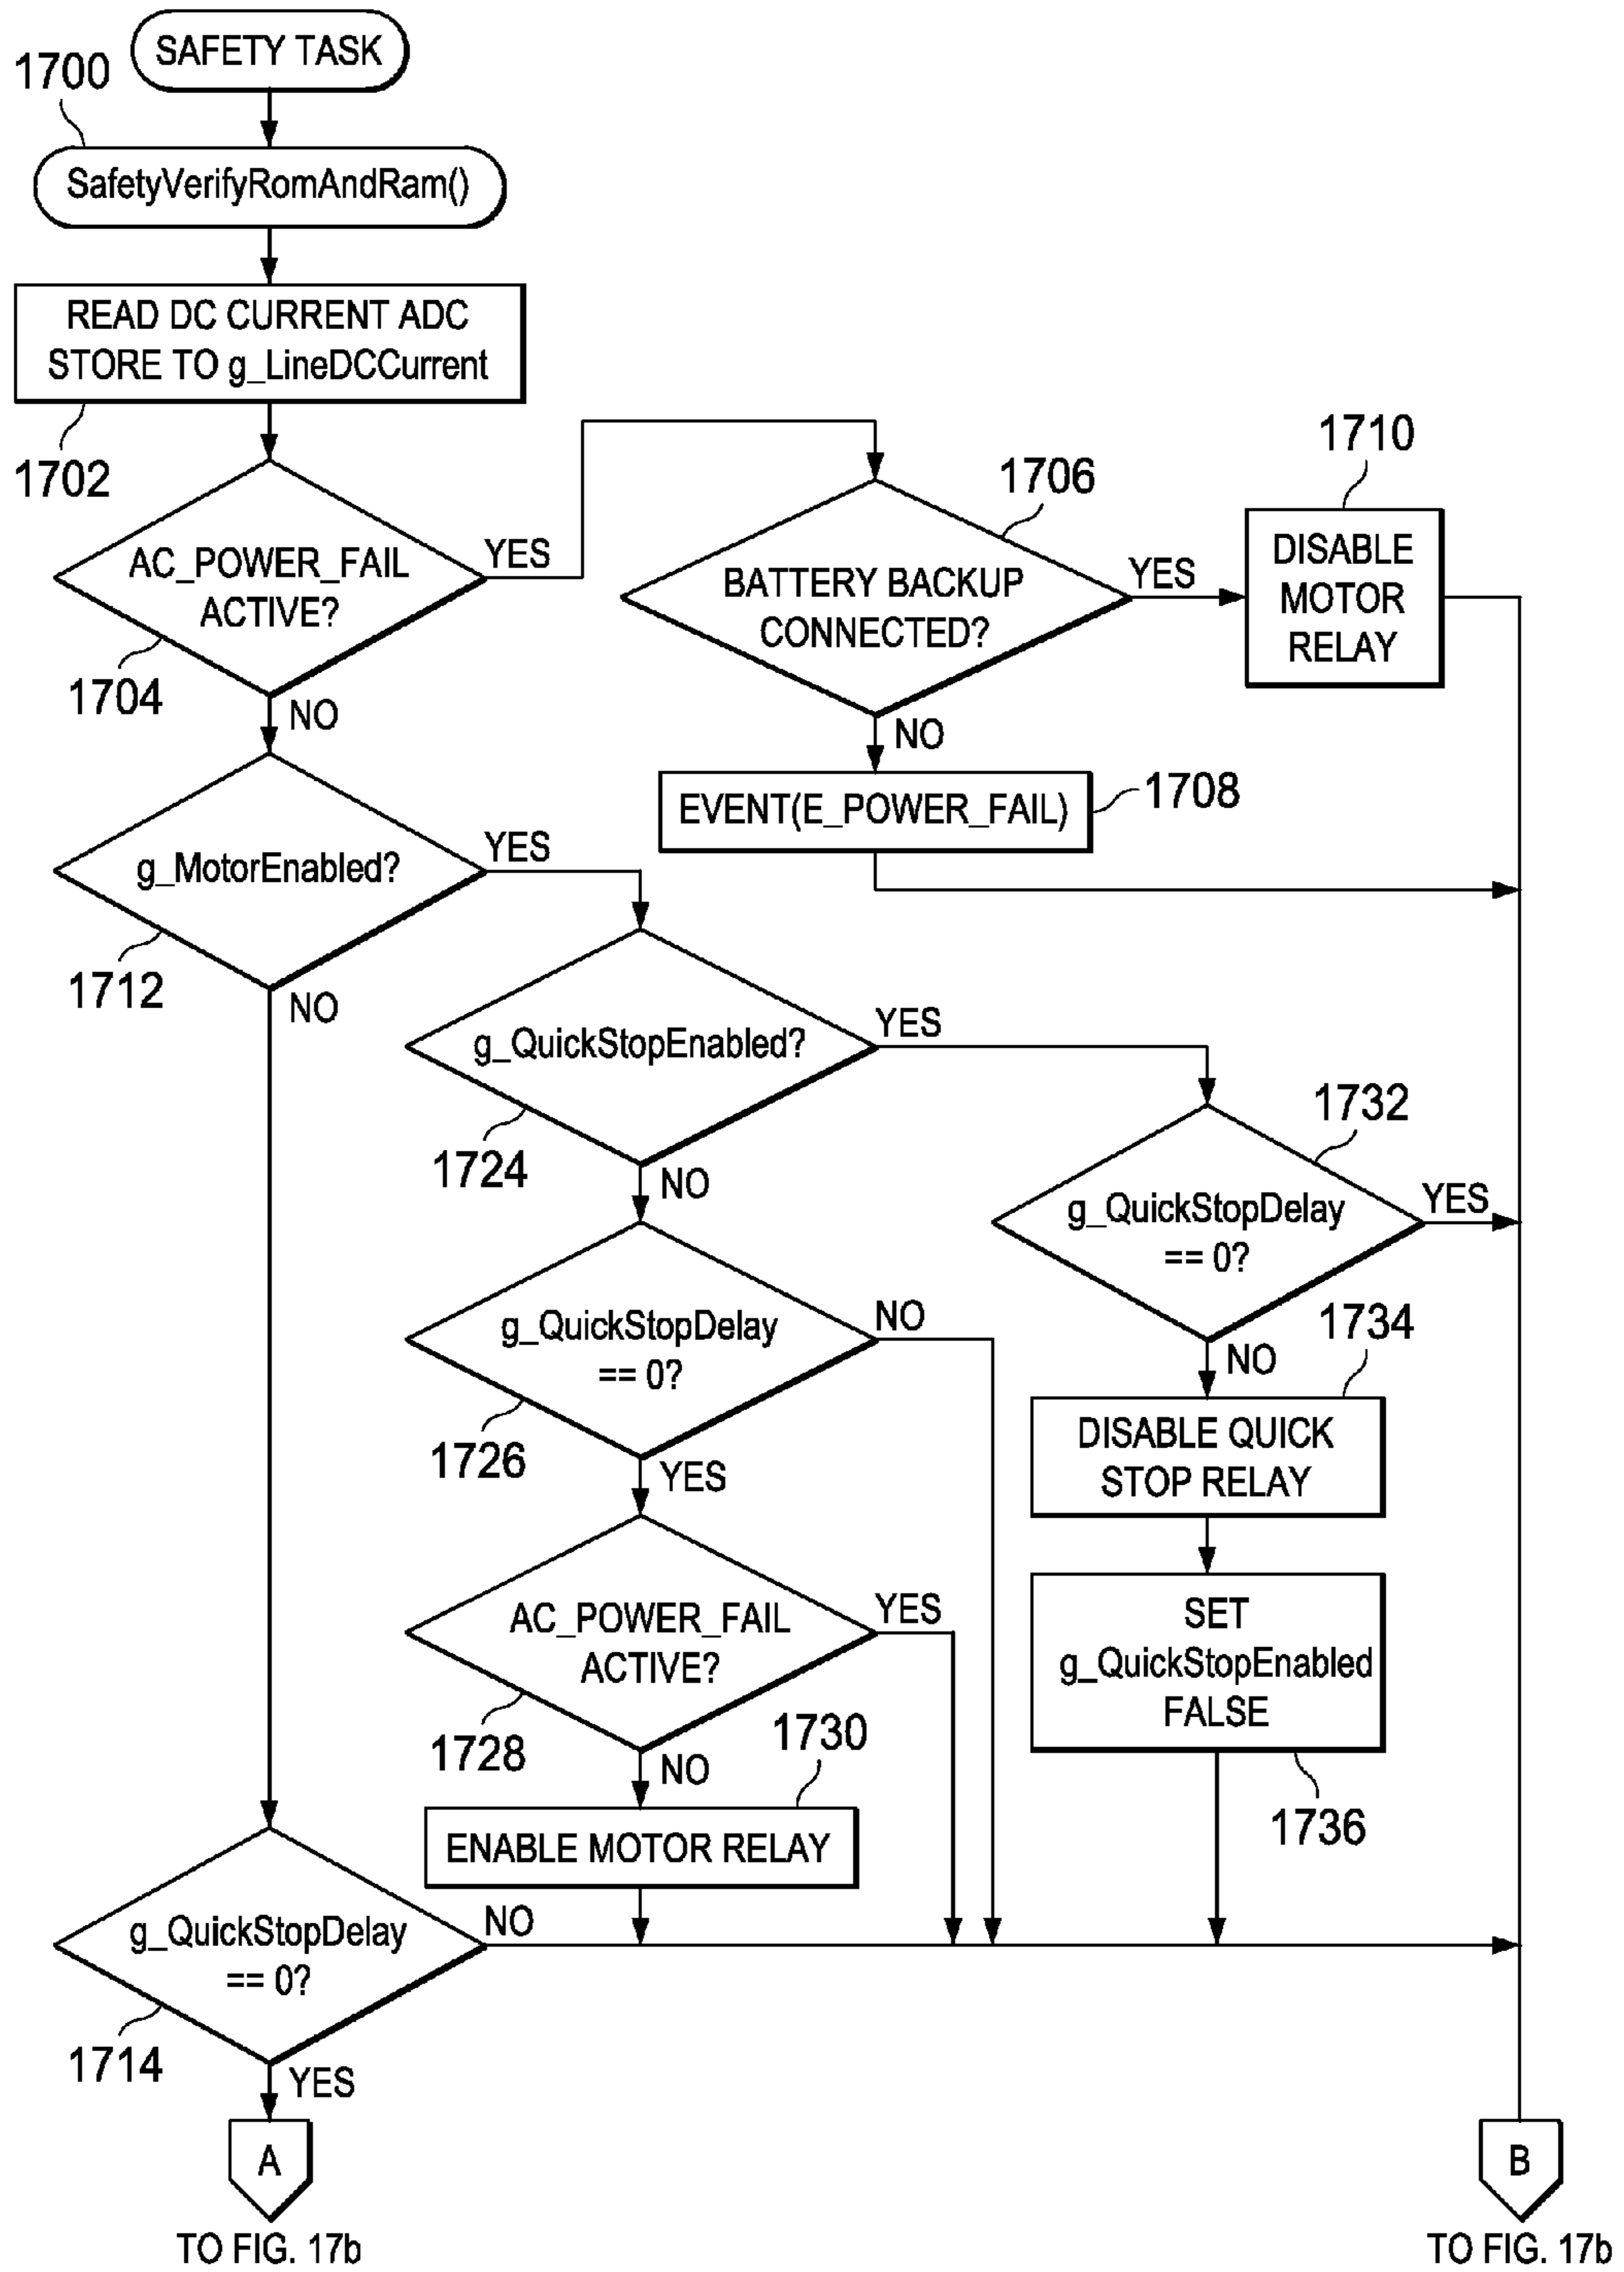 SAFETY TASK
1700
SafetyVerifyRomAndRam()
READ DC CURRENT ADC
STORE TO g_LineDCCurrent
1702
AC_POWER_FAIL
ACTIVE?
YES
1704
NO
1706
BATTERY BACKUP
CONNECTED?
YES
NO
1710
DISABLE
MOTOR
RELAY
EVENT(E_POWER_FAIL)
1708
g_MotorEnabled?
YES
1712
NO
g_QuickStopEnabled?
YES
1724
NO
1732
g_QuickStopDelay
== 0?
YES
NO
g_QuickStopDelay
== 0?
NO
1726
YES
1734
DISABLE QUICK
STOP RELAY
AC_POWER_FAIL
ACTIVE?
YES
1728
NO
SET
g_QuickStopEnabled
FALSE
1736
1730
ENABLE MOTOR RELAY
g_QuickStopDelay
== 0?
NO
1714
YES
A
TO FIG. 17b
B
TO FIG. 17b